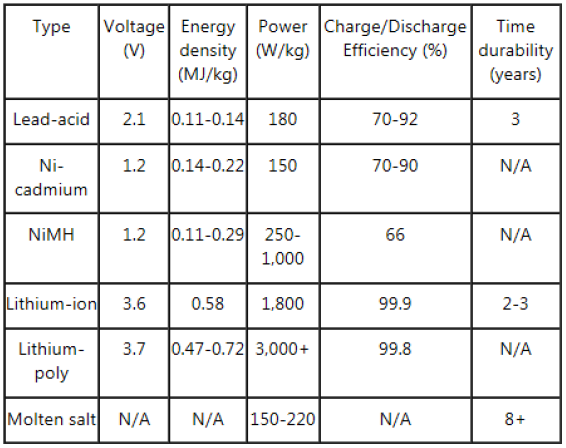 Type Voltage (V) Energy density (MJ/kg) Power (W/kg) Charge/Discharge Efficiency (%) Time durability (years)
Lead-acid 2.1 0.11-0.14 180 70-92 3
Ni-cadmium 1.2 0.14-0.22 150 70-90 N/A
NiMH 1.2 0.11-0.29 250-1,000 66 N/A
Lithium-ion 3.6 0.58 1,800 99.9 2-3
Lithium-poly 3.7 0.47-0.72 3,000+ 99.8 N/A
Molten salt N/A N/A 150-220 N/A 8+